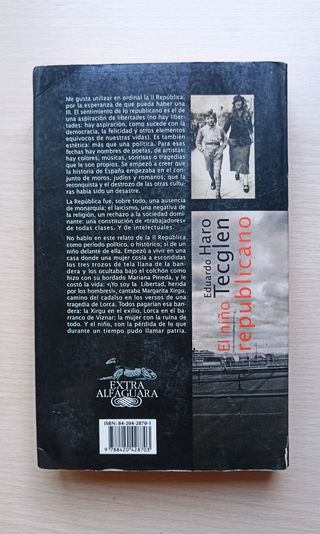 Me gusta utilizar en ordinal la II República,
por la esperanza de que pueda haber una
III. El sentimiento de lo republicano es el de
una aspiración de libertades (no hay liber-
tades: hay aspiración, como sucede con la
democracia, la felicidad y otros elementos
equívocos de nuestras vidas). Es también
estética: más que una política. Para esas
fechas hay nombres de poetas, de artistas:
hay colores, músicas, sonrisas o tragedias
que le son propios. Se empezó a creer que
la historia de España empezaba en el con-
junto de moros, judíos y romanos; que la
reconquista y el destrozo de las otras cultu-
ras había sido un desastre.
La República fue, sobre todo, una ausencia
de monarquía; el laicismo, una negativa de
la religión, un rechazo a la sociedad domi-
nante: una constitución de «trabajadores»
de todas clases. Y de intelectuales.
No hablo en este relato de la II República
como período político, o histórico; sí de un
niño delante de ella. Empezó a vivir en una
casa donde una mujer cosía a escondidas
los tres trozos de tela llana de la ban-
dera y los ocultaba bajo el colchón como
hizo con su bordado Mariana Pineda, y le
costó la vida: «¡Yo soy la Libertad, herida
por los hombres!», cantaba Margarita Xirgu,
camino del cadalso en los versos de una
tragedia de Lorca. Todos pagarían esa ban-
dera: la Xirgu en el exilio, Lorca en el ba-
rranco de Víznar; la mujer con la ruina de
todo. Y el niño, con la pérdida de lo que
durante un tiempo pudo llamar patria.
EXTRA
ALFAGUARA
ISBN: 84-204-2870-1
9 788420 428703
Eduardo Haro
Tecglen
El niño
republicano